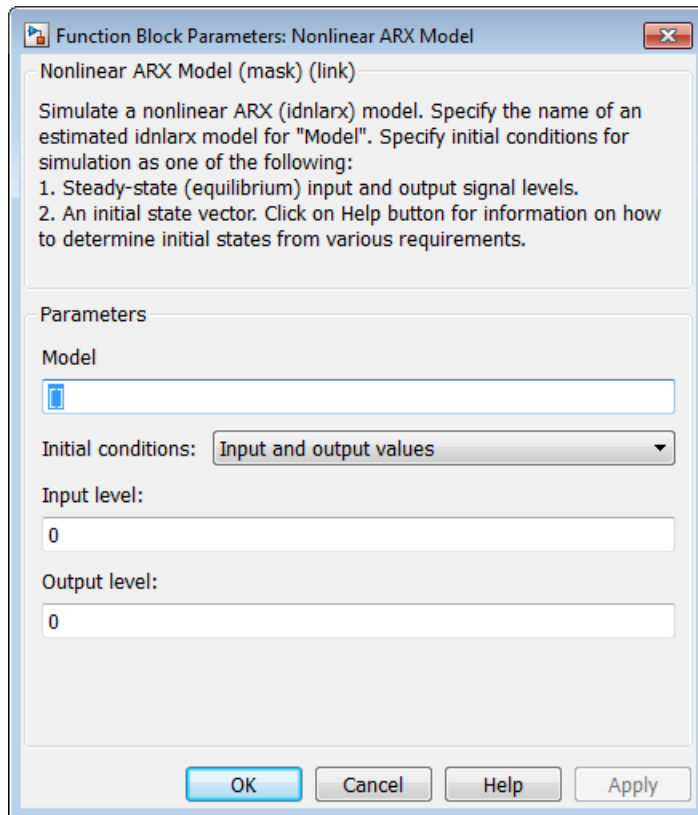 Function Block Parameters: Nonlinear ARX Model
Nonlinear ARX Model (mask) (link)
Simulate a nonlinear ARX (idnlarx) model. Specify the name of an
estimated idnlarx model for "Model". Specify initial conditions for
simulation as one of the following:
1. Steady-state (equilibrium) input and output signal levels.
2. An initial state vector. Click on Help button for information on how
to determine initial states from various requirements.
Parameters
Model
[]
Initial conditions: Input and output values
Input level:
0
Output level:
0
OK Cancel Help Apply